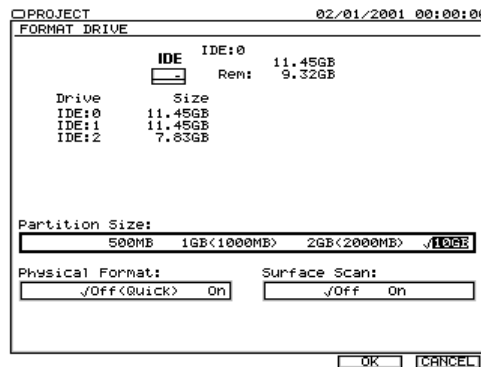 PROJECT 02/01/2001 00:00:00
FORMAT DRIVE
IDE IDE:0
11.45GB
Rem: 9.32GB
Drive Size
IDE:0 11.45GB
IDE:1 11.45GB
IDE:2 7.83GB
Partition Size:
500MB 1GB(1000MB) 2GB(2000MB) √10GB
Physical Format: Surface Scan:
√Off(Quick) On √Off On
OK CANCEL